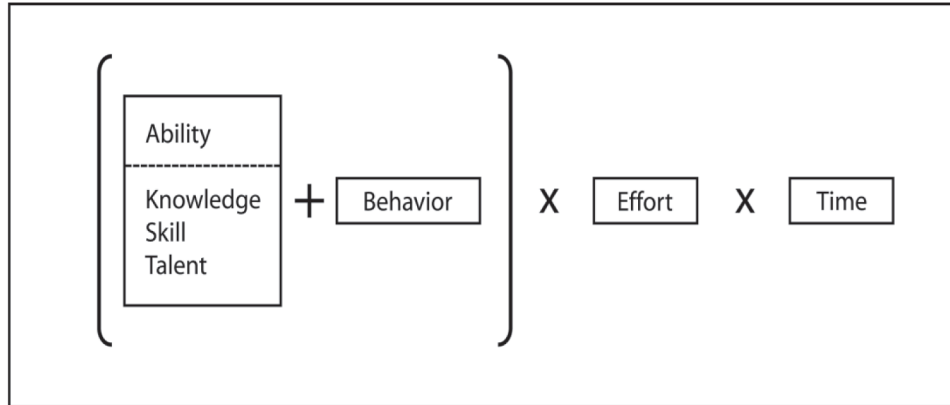 Ability
Knowledge
Skill
Talent
+
Behavior
x
Effort
x
Time